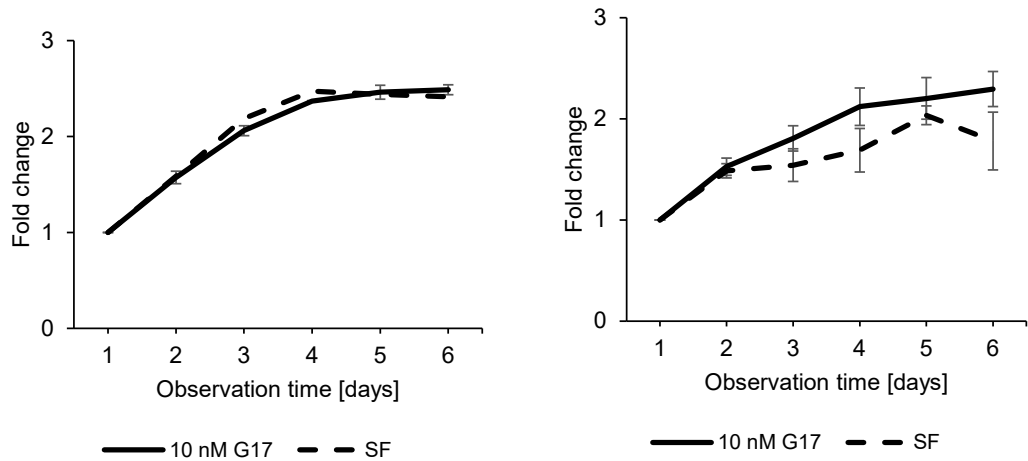 3
2
1
0
Fold change
1 2 3 4 5 6
Observation time [days]
10 nM G17 SF
3
2
1
0
Fold change
1 2 3 4 5 6
Observation time [days]
10 nM G17 SF